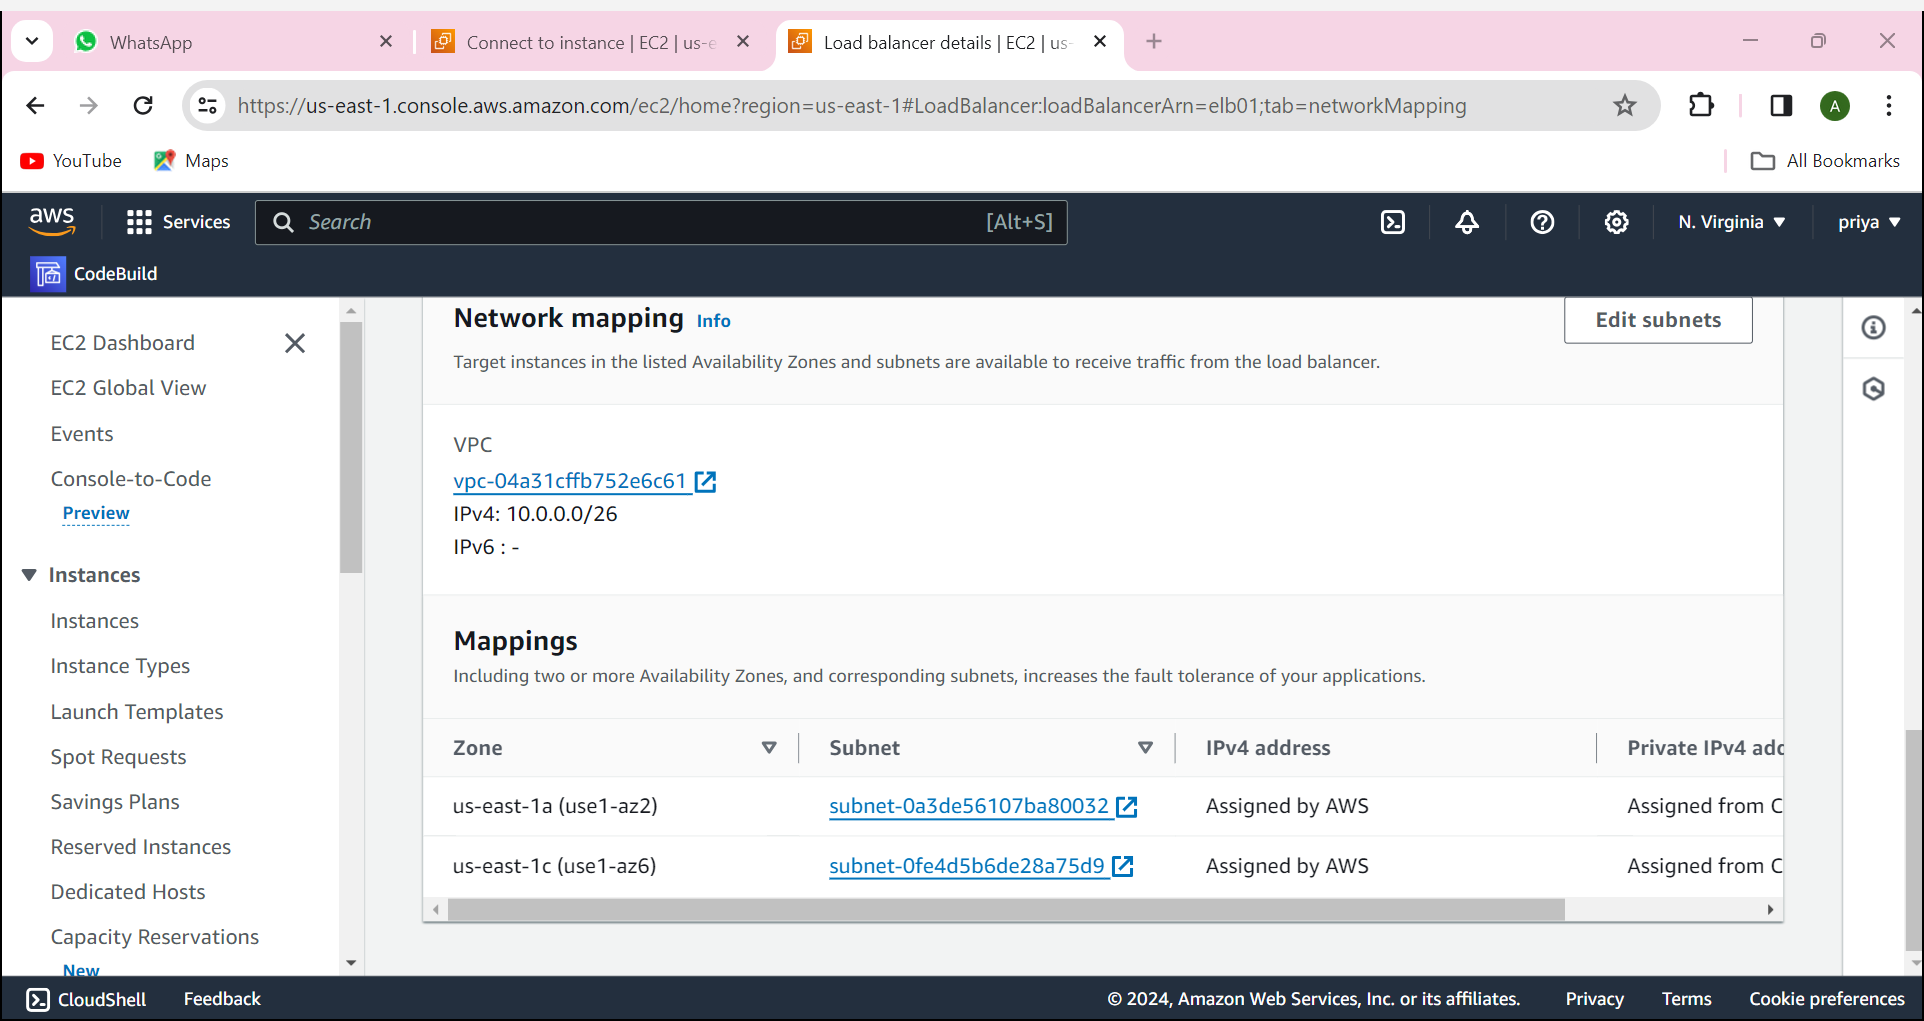 WhatsApp
Connect to instance | EC2 | us-e
Load balancer details | EC2 | us-
https://us-east-1.console.aws.amazon.com/ec2/home?region=us-east-1#LoadBalancer:loadBalancerArn=elb01;tab=networkMapping
A
YouTube
Maps
All Bookmarks
aws
Services
Search
[Alt+S]
N. Virginia
priya
CodeBuild
EC2 Dashboard
EC2 Global View
Events
Console-to-Code
Preview
Instances
Instances
Instance Types
Launch Templates
Spot Requests
Savings Plans
Reserved Instances
Dedicated Hosts
Capacity Reservations
New
Network mapping Info
Edit subnets
Target instances in the listed Availability Zones and subnets are available to receive traffic from the load balancer.
VPC
vpc-04a31cffb752e6c61
IPv4: 10.0.0.0/26
IPv6 : -
Mappings
Including two or more Availability Zones, and corresponding subnets, increases the fault tolerance of your applications.
Zone Subnet IPv4 address Private IPv4 add
us-east-1a (use1-az2) subnet-0a3de56107ba80032 Assigned by AWS Assigned from C
us-east-1c (use1-az6) subnet-0fe4d5b6de28a75d9 Assigned by AWS Assigned from C
CloudShell
Feedback
© 2024, Amazon Web Services, Inc. or its affiliates.
Privacy
Terms
Cookie preferences